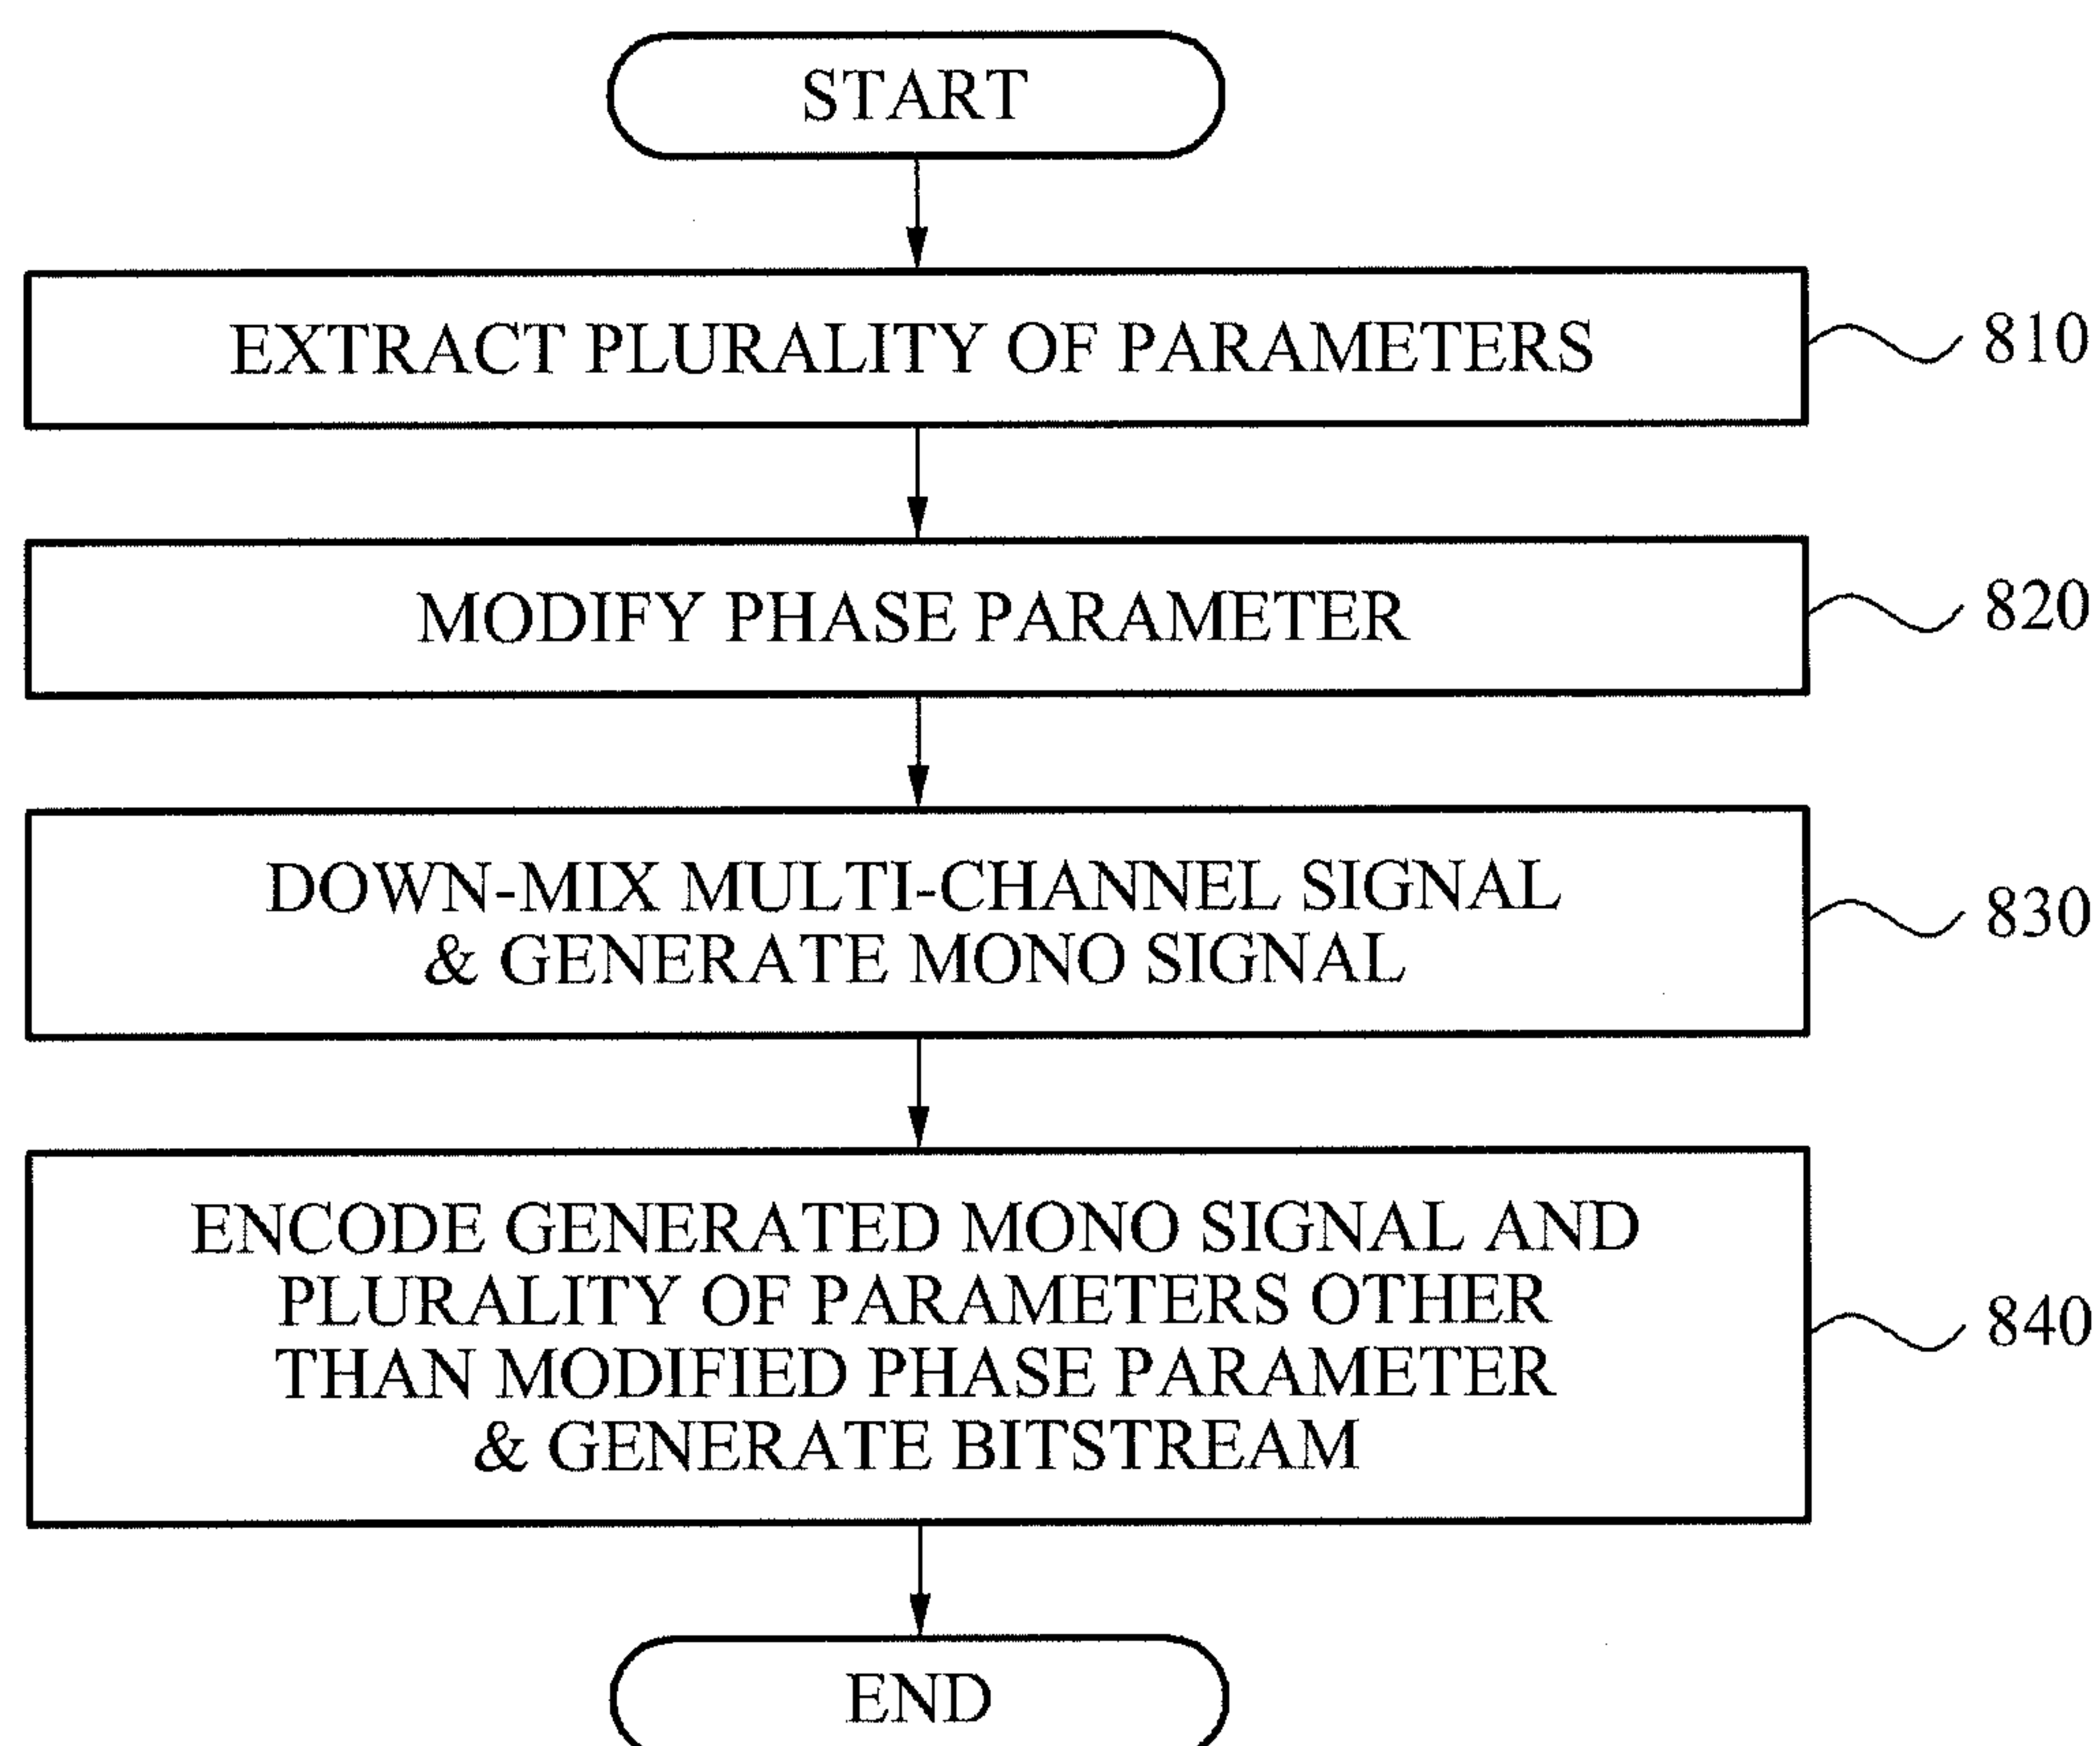 START
EXTRACT PLURALITY OF PARAMETERS
810
MODIFY PHASE PARAMETER
820
DOWN-MIX MULTI-CHANNEL SIGNAL
& GENERATE MONO SIGNAL
830
ENCODE GENERATED MONO SIGNAL AND
PLURALITY OF PARAMETERS OTHER
THAN MODIFIED PHASE PARAMETER
& GENERATE BITSTREAM
840
END